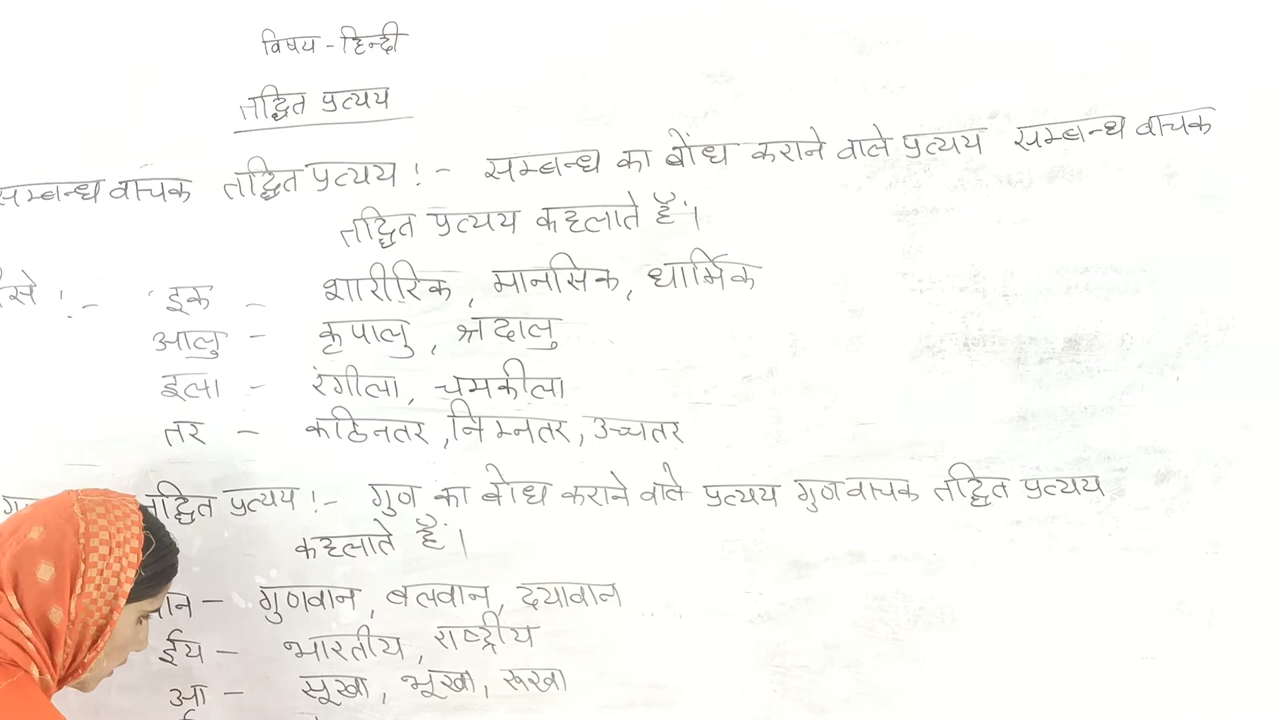 विषय - हिन्दी
तद्धित प्रत्यय
सम्बन्ध वाचक तद्धित प्रत्यय :- सम्बन्ध का बोंध कराने वाले प्रत्यय सम्बन्ध वाचक
तद्धित प्रत्यय कहलाते हैं।
:- इक - शारीरिक, मानसिक, धार्मिक
आलु - कृपालु, श्रदालु
इला - रंगीला, चमकीला
तर - कठिनतर, निम्नतर, उच्चतर
तद्धित प्रत्यय :- गुण का बोध कराने वाले प्रत्यय गुणवाचक तद्धित प्रत्यय
कहलाते हैं।
वान - गुणवान, बलवान, दयावान
ईय - भारतीय, राष्ट्रीय
आ - सूखा, भूखा, रूखा